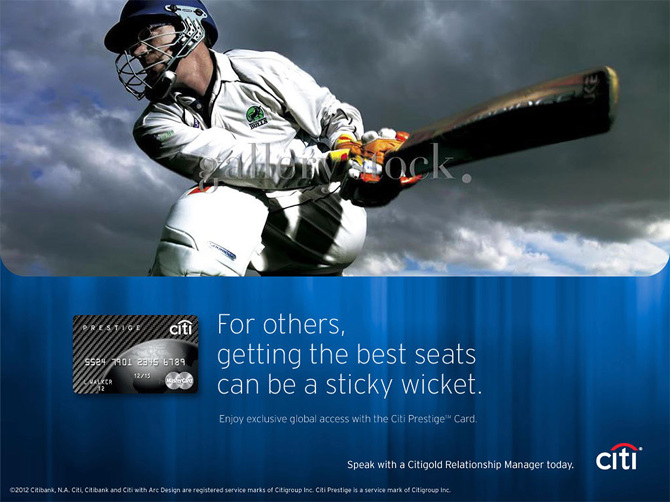 gallerystock.
UKE
PRESTIGE
citi
5524 7901 2345 6789
12/15
L WALKER
12
MasterCard
For others,
getting the best seats
can be a sticky wicket.
Enjoy exclusive global access with the Citi Prestige℠ Card.
Speak with a Citigold Relationship Manager today.
citi
©2012 Citibank, N.A. Citi, Citibank and Citi with Arc Design are registered service marks of Citigroup Inc. Citi Prestige is a service mark of Citigroup Inc.